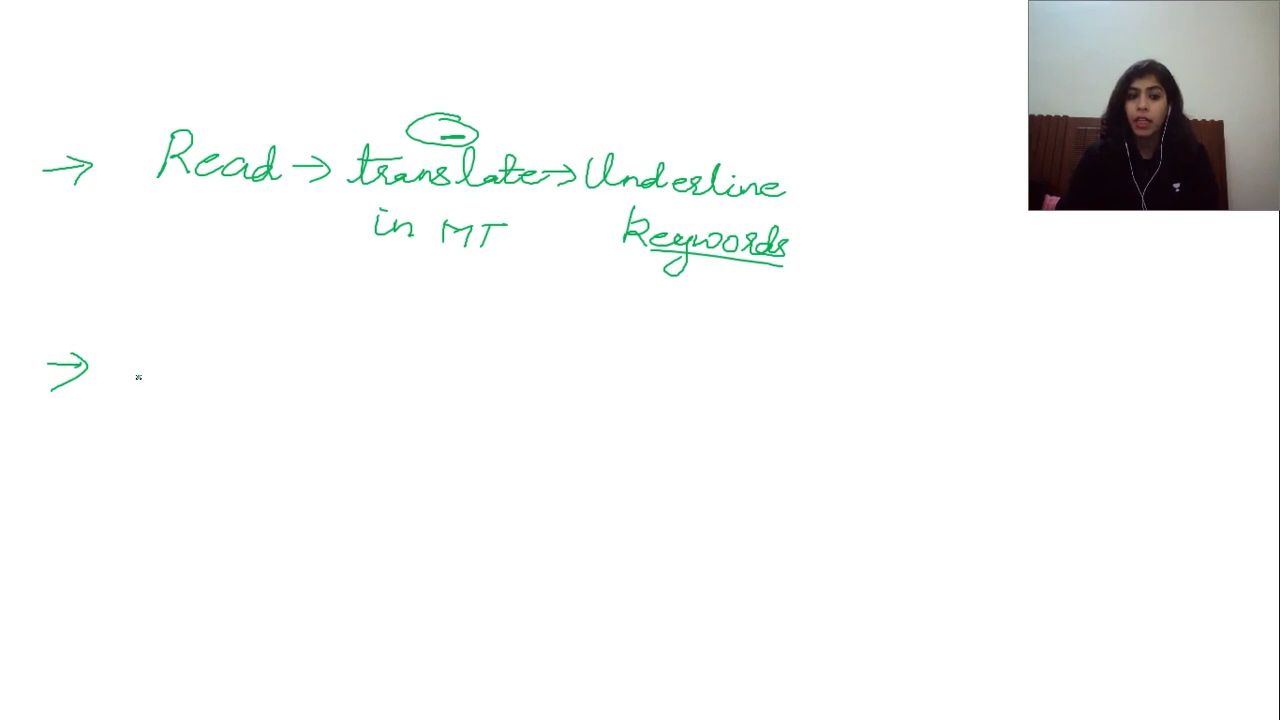 → Read → translate → Underline
in MT keywords
→